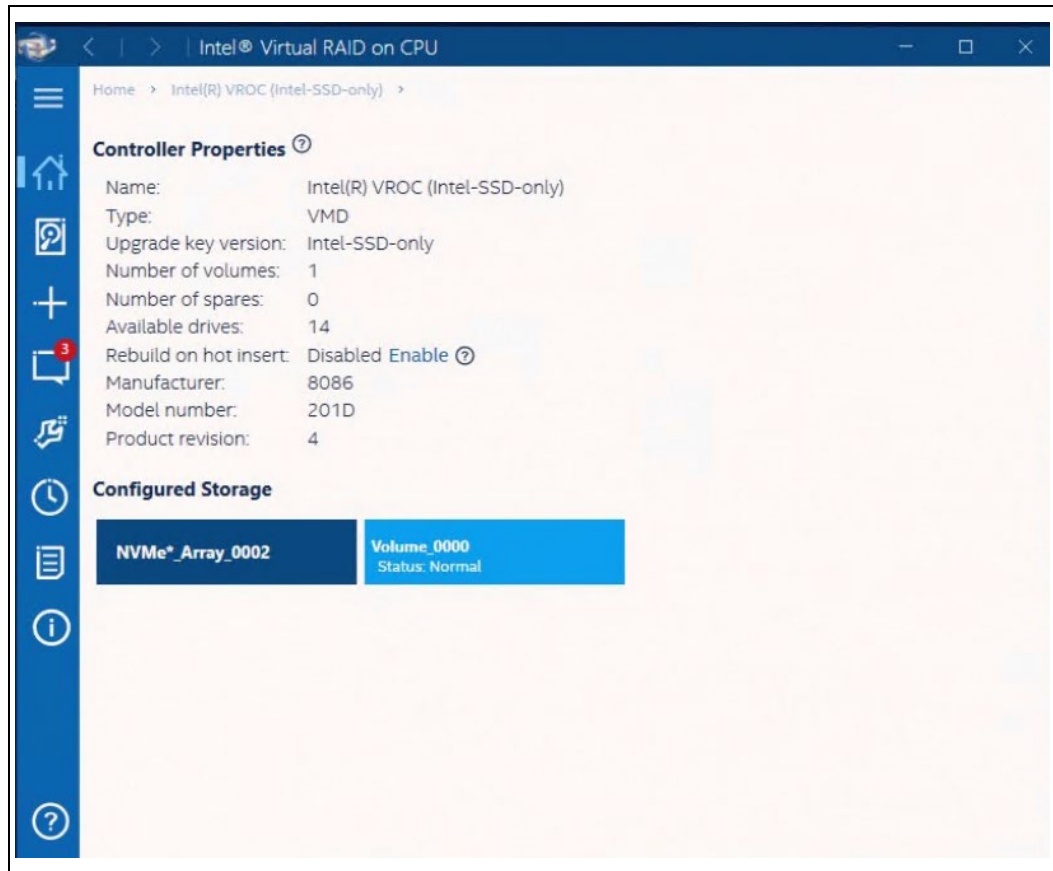 Intel® Virtual RAID on CPU
Home > Intel(R) VROC (Intel-SSD-only) >
Controller Properties ?
Name: Intel(R) VROC (Intel-SSD-only)
Type: VMD
Upgrade key version: Intel-SSD-only
Number of volumes: 1
Number of spares: 0
Available drives: 14
3
Rebuild on hot insert: Disabled Enable ?
Manufacturer: 8086
Model number: 201D
Product revision: 4
Configured Storage
NVMe*_Array_0002
Volume_0000
Status: Normal
?